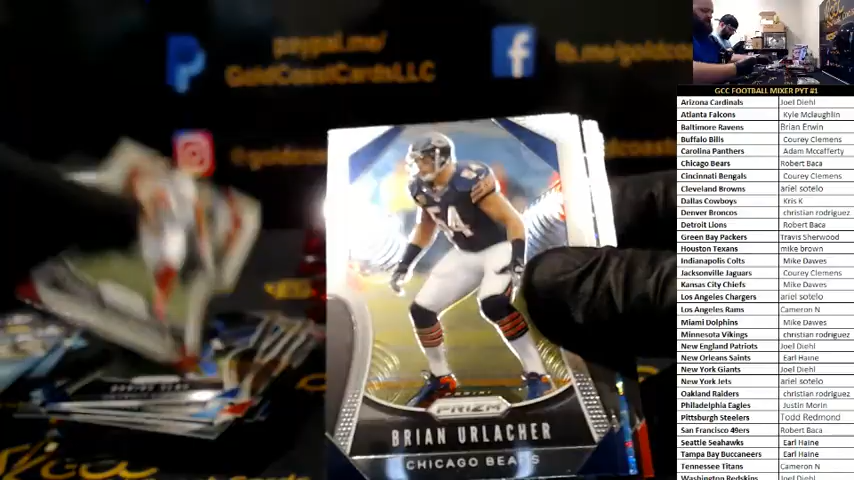 paypal.me/
GoldCoastCardsLLC
fb.me/goldcoas
54
PANINI
PRIZM
BRIAN URLACHER
CHICAGO BEARS
GCC FOOTBALL MIXER PYT #1
Arizona Cardinals Joel Diehl
Atlanta Falcons Kyle Mclaughlin
Baltimore Ravens Brian Erwin
Buffalo Bills Courey Clemens
Carolina Panthers Adam Mccafferty
Chicago Bears Robert Baca
Cincinnati Bengals Courey Clemens
Cleveland Browns ariel sotelo
Dallas Cowboys Kris K
Denver Broncos christian rodriguez
Detroit Lions Robert Baca
Green Bay Packers Travis Sherwood
Houston Texans mike brown
Indianapolis Colts Mike Dawes
Jacksonville Jaguars Courey Clemens
Kansas City Chiefs Mike Dawes
Los Angeles Chargers ariel sotelo
Los Angeles Rams Cameron N
Miami Dolphins Mike Dawes
Minnesota Vikings christian rodriguez
New England Patriots Joel Diehl
New Orleans Saints Earl Haine
New York Giants Joel Diehl
New York Jets ariel sotelo
Oakland Raiders christian rodriguez
Philadelphia Eagles Justin Morin
Pittsburgh Steelers Todd Redmond
San Francisco 49ers Robert Baca
Seattle Seahawks Earl Haine
Tampa Bay Buccaneers Earl Haine
Tennessee Titans Cameron N
Washington Redskins Joel Diehl